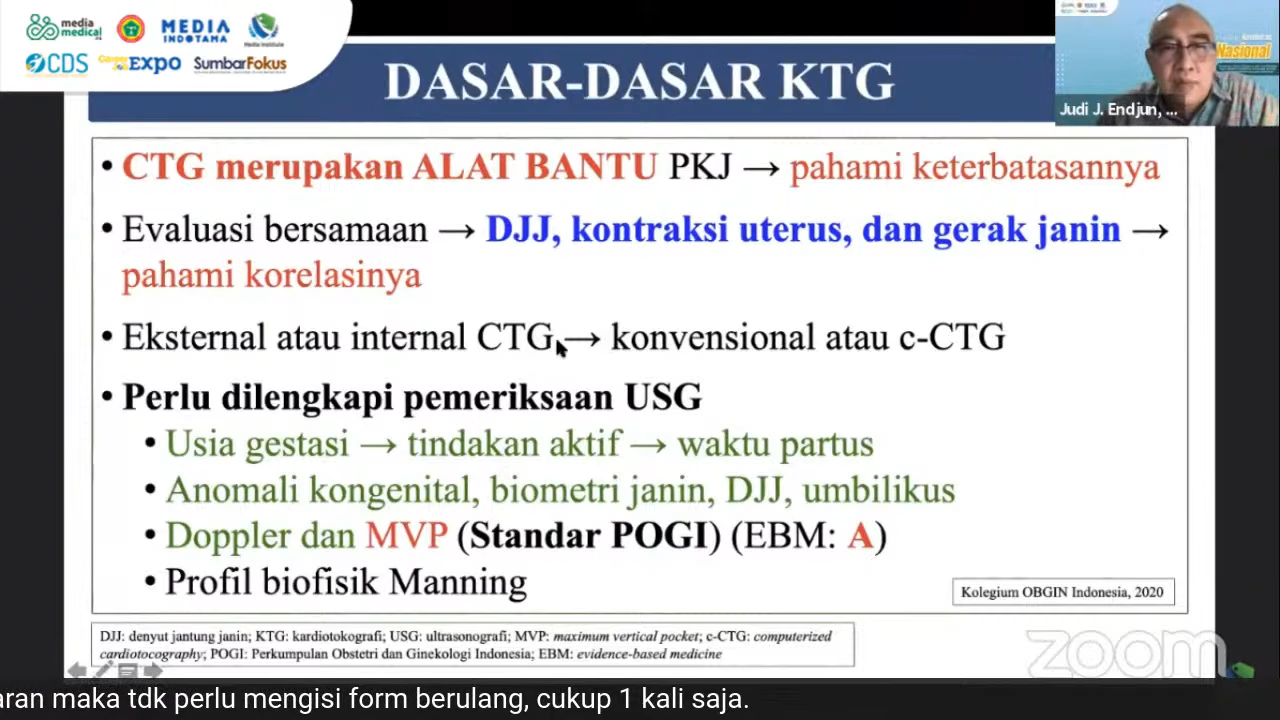 media
medical
MEDIA
INDOTAMA
Media Institute
CDS
EXPO
SumbarFokus
Nasional
Judi J. Endjun, ...
DASAR-DASAR KTG
• CTG merupakan ALAT BANTU PKJ → pahami keterbatasannya
• Evaluasi bersamaan → DJJ, kontraksi uterus, dan gerak janin →
pahami korelasinya
• Eksternal atau internal CTG → konvensional atau c-CTG
• Perlu dilengkapi pemeriksaan USG
• Usia gestasi → tindakan aktif → waktu partus
• Anomali kongenital, biometri janin, DJJ, umbilikus
• Doppler dan MVP (Standar POGI) (EBM: A)
• Profil biofisik Manning
Kolegium OBGIN Indonesia, 2020
DJJ: denyut jantung janin; KTG: kardiotokografi; USG: ultrasonografi; MVP: maximum vertical pocket; c-CTG: computerized
cardiotocography; POGI: Perkumpulan Obstetri dan Ginekologi Indonesia; EBM: evidence-based medicine
zoom
aran maka tdk perlu mengisi form berulang, cukup 1 kali saja.